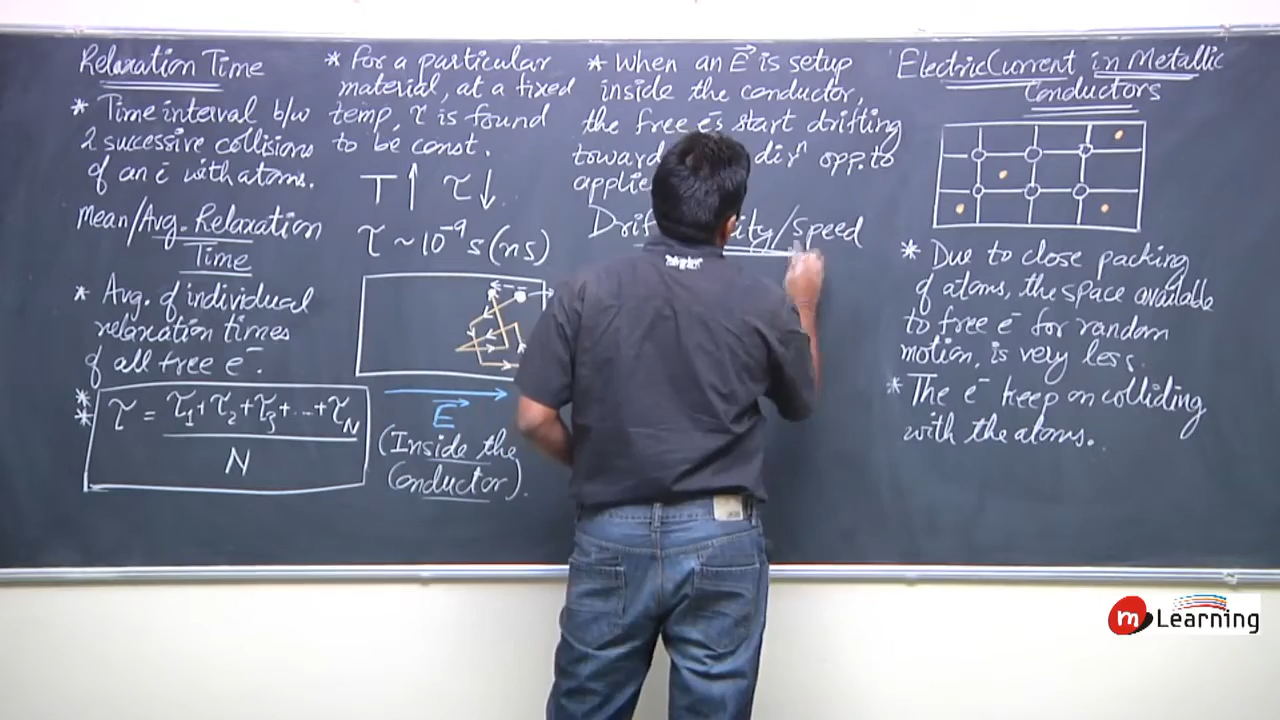 Relaxation Time
* Time interval b/w
2 successive collisions
of an e̅ with atoms.
Mean/Avg. Relaxation
Time
* Avg. of individual
relaxation times
of all free e⁻.
* * τ = τ₁+τ₂+τ₃+...+τ_N
N
* For a particular
material, at a fixed
temp, τ is found
to be const.
T↑ τ↓
τ ~ 10⁻⁹ s (ns)
E⃗
(Inside the
Conductor).
* When an E⃗ is setup
inside the conductor,
the free e⁻s start drifting
toward dirⁿ opp. to
applie
Drif ity/Speed
Electric Current in Metallic
Conductors
* Due to close packing
of atoms, the space available
to free e⁻ for random
motion, is very less.
* The e⁻ keep on colliding
with the atoms.
m Learning